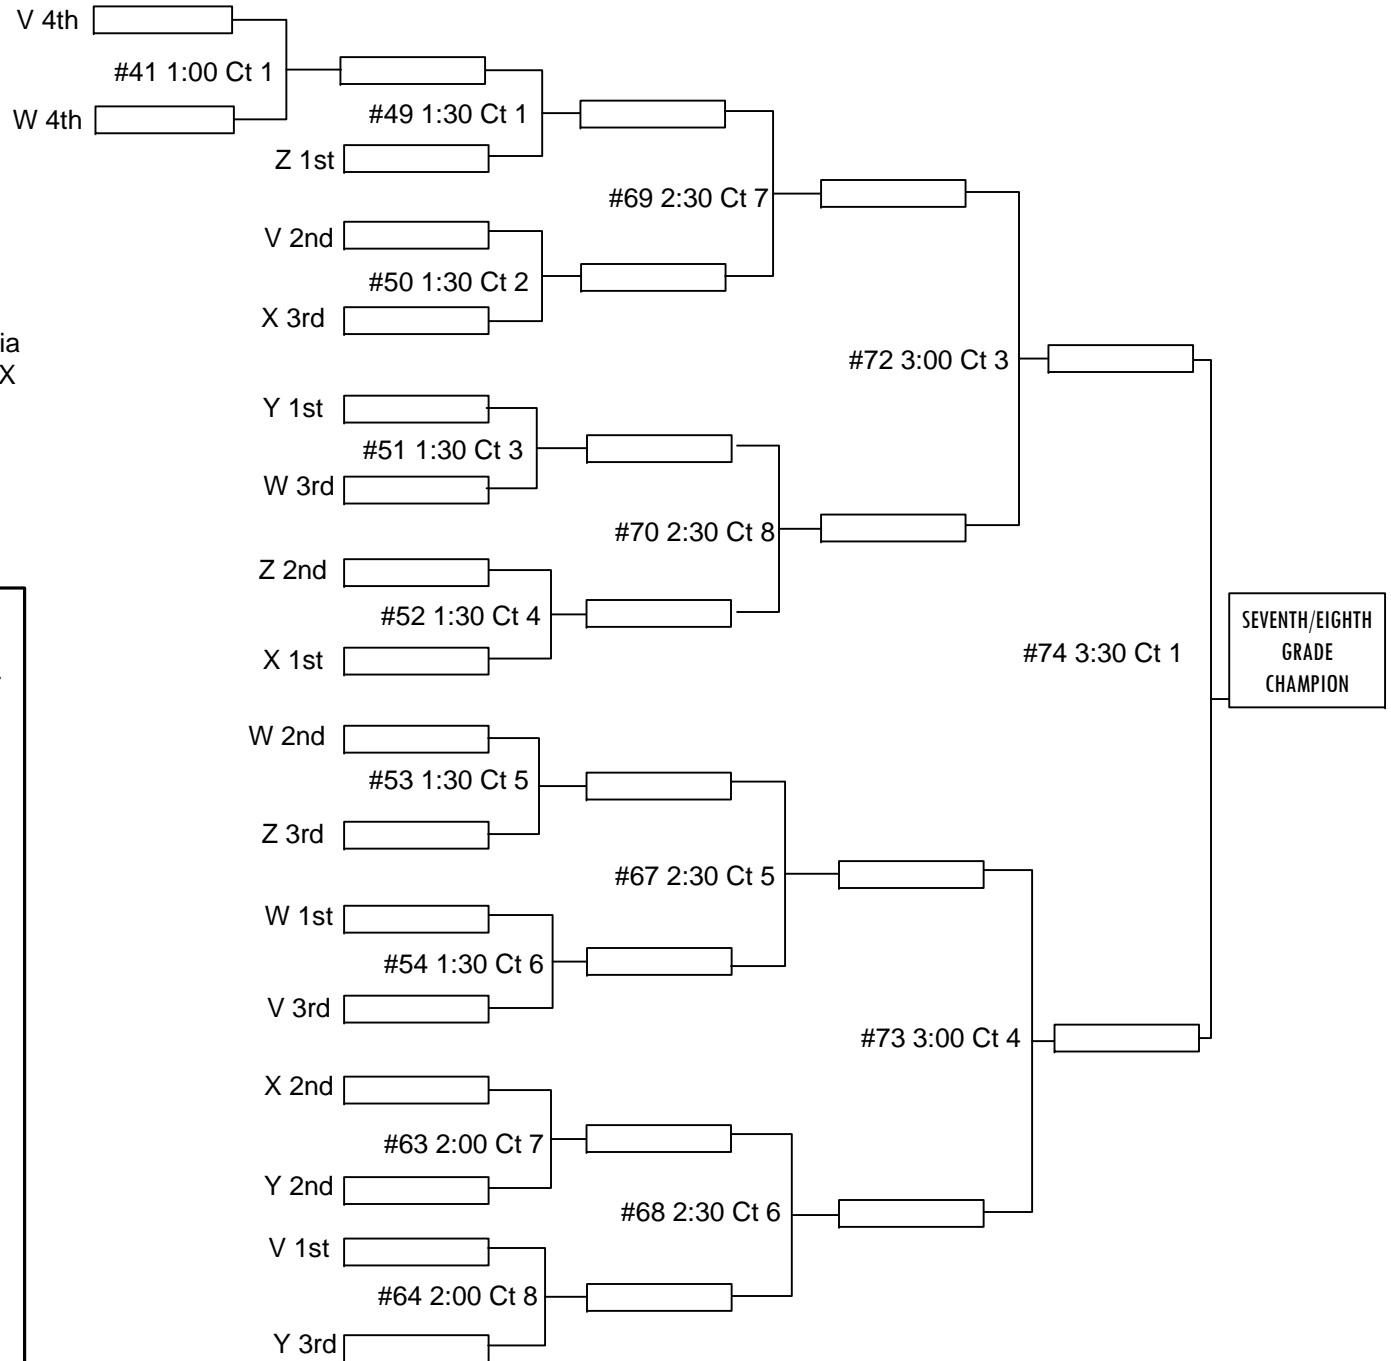 V 4th
#41 1:00 Ct 1
W 4th
#49 1:30 Ct 1
Z 1st
#69 2:30 Ct 7
V 2nd
#50 1:30 Ct 2
X 3rd
ia
X
#72 3:00 Ct 3
Y 1st
#51 1:30 Ct 3
W 3rd
#70 2:30 Ct 8
Z 2nd
#52 1:30 Ct 4
X 1st
#74 3:30 Ct 1
SEVENTH/EIGHTH
GRADE
CHAMPION
W 2nd
#53 1:30 Ct 5
Z 3rd
#67 2:30 Ct 5
W 1st
#54 1:30 Ct 6
V 3rd
#73 3:00 Ct 4
X 2nd
#63 2:00 Ct 7
Y 2nd
#68 2:30 Ct 6
V 1st
#64 2:00 Ct 8
Y 3rd